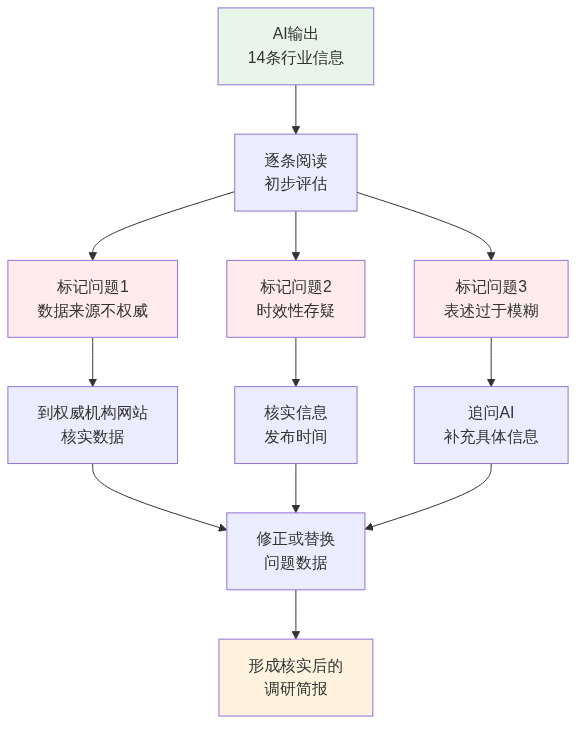 AI输出
14条行业信息
逐条阅读
初步评估
标记问题1
数据来源不权威
标记问题2
时效性存疑
标记问题3
表述过于模糊
到权威机构网站
核实数据
核实信息
发布时间
追问AI
补充具体信息
修正或替换
问题数据
形成核实后的
调研简报